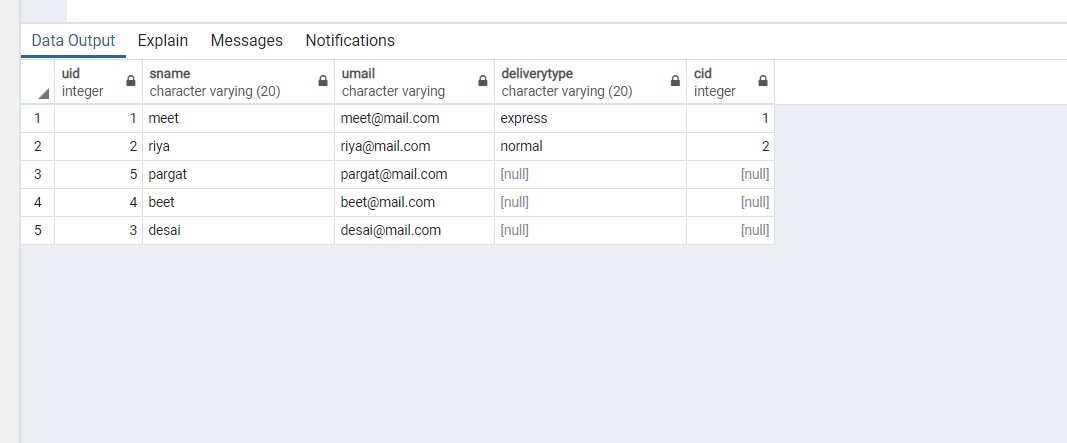 Data Output Explain Messages Notifications
uid sname umail deliverytype cid
integer character varying (20) character varying character varying (20) integer
1 1 meet meet@mail.com express 1
2 2 riya riya@mail.com normal 2
3 5 pargat pargat@mail.com [null] [null]
4 4 beet beet@mail.com [null] [null]
5 3 desai desai@mail.com [null] [null]